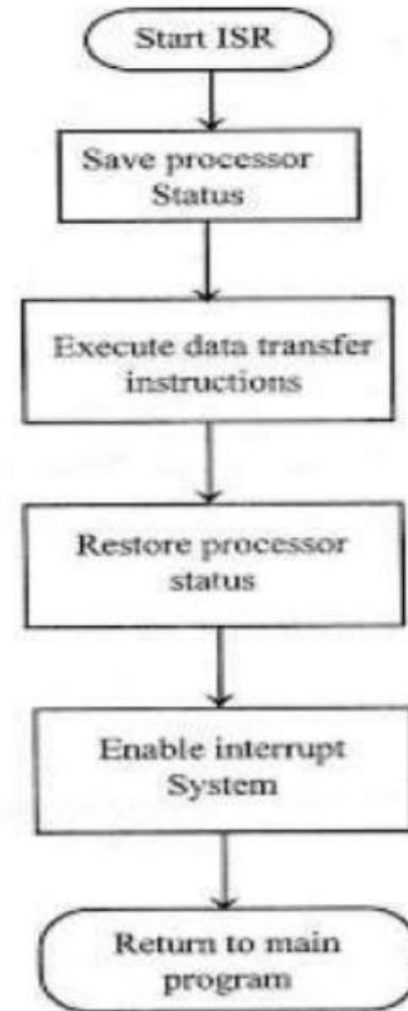 Start ISR
Save processor
Status
Execute data transfer
instructions
Restore processor
status
Enable interrupt
System
Return to main
program